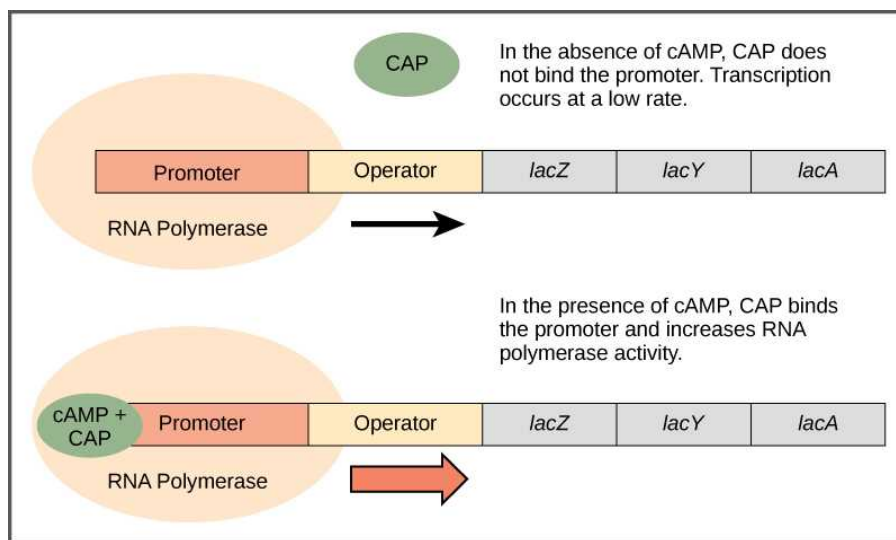 CAP
In the absence of cAMP, CAP does
not bind the promoter. Transcription
occurs at a low rate.
Promoter
Operator
lacZ
lacY
lacA
RNA Polymerase
In the presence of cAMP, CAP binds
the promoter and increases RNA
polymerase activity.
cAMP +
CAP
Promoter
Operator
lacZ
lacY
lacA
RNA Polymerase